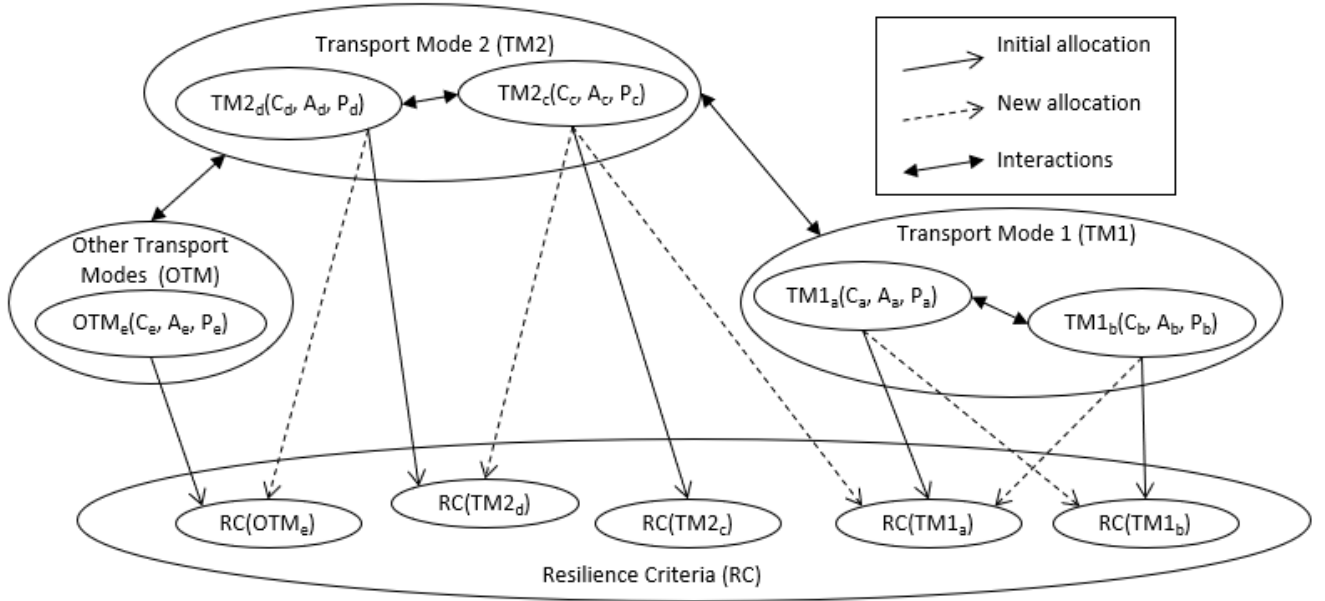 Transport Mode 2 (TM2)
TM2d(Cd, Ad, Pd)
TM2c(Cc, Ac, Pc)
Initial allocation
New allocation
Interactions
Other Transport
Modes (OTM)
OTMe(Ce, Ae, Pe)
Transport Mode 1 (TM1)
TM1a(Ca, Aa, Pa)
TM1b(Cb, Ab, Pb)
RC(OTMe)
RC(TM2d)
RC(TM2c)
RC(TM1a)
RC(TM1b)
Resilience Criteria (RC)